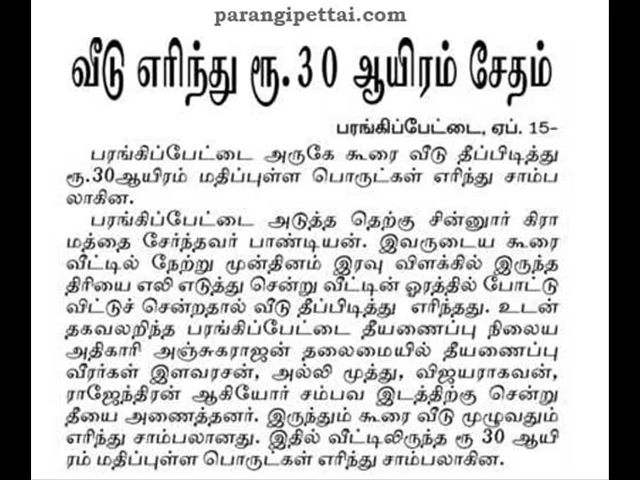 parangipettai.com
வீடு எரிந்து ரூ.30 ஆயிரம் சேதம்
பரங்கிப்பேட்டை, ஏப். 15-
பரங்கிப்பேட்டை அருகே கூரை வீடு தீப்பிடித்து
ரூ.30ஆயிரம் மதிப்புள்ள பொருட்கள் எரிந்து சாம்ப
லாகின.
பரங்கிப்பேட்டை அடுத்த தெற்கு சின்னூர் கிரா
மத்தை சேர்ந்தவர் பாண்டியன். இவருடைய கூரை
வீட்டில் நேற்று முன்தினம் இரவு விளக்கில் இருந்த
திரியை எலி எடுத்து சென்று வீட்டின் ஓரத்தில் போட்டு
விட்டுச் சென்றதால் வீடு தீப்பிடித்து எரிந்தது. உடன்
தகவலறிந்த பரங்கிப்பேட்டை தீயணைப்பு நிலைய
அதிகாரி அஞ்சுகராஜன் தலைமையில் தீயணைப்பு
வீரர்கள் இளவரசன், அல்லி முத்து, விஜயராகவன்,
ராஜேந்திரன் ஆகியோர் சம்பவ இடத்திற்கு சென்று
தீயை அணைத்தனர். இருந்தும் கூரை வீடு முழுவதும்
எரிந்து சாம்பலானது. இதில் வீட்டிலிருந்த ரூ 30 ஆயி
ரம் மதிப்புள்ள பொருட்கள் எரிந்து சாம்பலாகின.